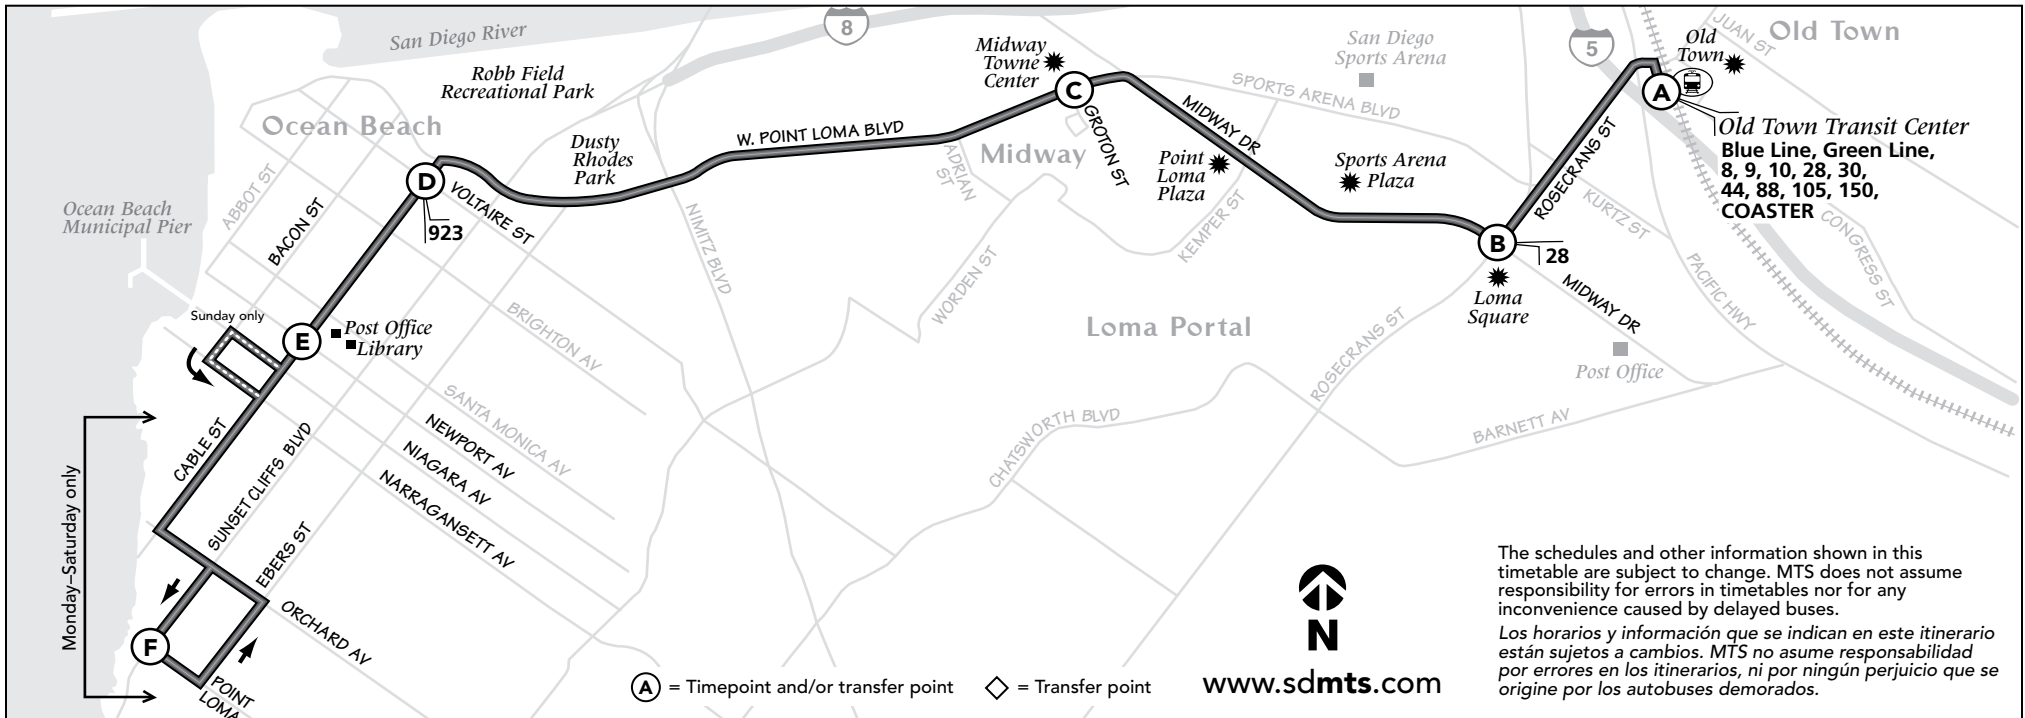 San Diego River
8
Robb Field
Recreational Park
Midway
Towne
Center
San Diego
Sports Arena
5
Old
Town
JUAN ST
Old Town
Ocean Beach
Dusty
Rhodes
Park
W. POINT LOMA BLVD
C
GROTON ST
SPORTS ARENA BLVD
MIDWAY DR
A
Old Town Transit Center
Blue Line, Green Line,
8, 9, 10, 28, 30,
44, 88, 105, 150,
COASTER
ADRIAN
ST
Midway
Point
Loma
Plaza
Sports Arena
Plaza
ROSECRANS ST
KURTZ ST
CONGRESS ST
ABBOT ST
BACON ST
D
VOLTAIRE ST
923
NIMITZ BLVD
KEMPER ST
B
28
Ocean Beach
Municipal Pier
WORDEN ST
Loma
Square
MIDWAY DR
PACIFIC HWY
Sunday only
E
Post Office
Library
BRIGHTON AV
Loma Portal
ROSECRANS ST
Post Office
SANTA MONICA AV
NEWPORT AV
NIAGARA AV
NARRAGANSETT AV
CHATSWORTH BLVD
BARNETT AV
CABLE ST
SUNSET CLIFFS BLVD
EBERS ST
Monday–Saturday only
ORCHARD AV
F
POINT
LOMA
A = Timepoint and/or transfer point
= Transfer point
N
www.sdmts.com
The schedules and other information shown in this
timetable are subject to change. MTS does not assume
responsibility for errors in timetables nor for any
inconvenience caused by delayed buses.
Los horarios y información que se indican en este itinerario
están sujetos a cambios. MTS no asume responsabilidad
por errores en los itinerarios, ni por ningún perjuicio que se
origine por los autobuses demorados.